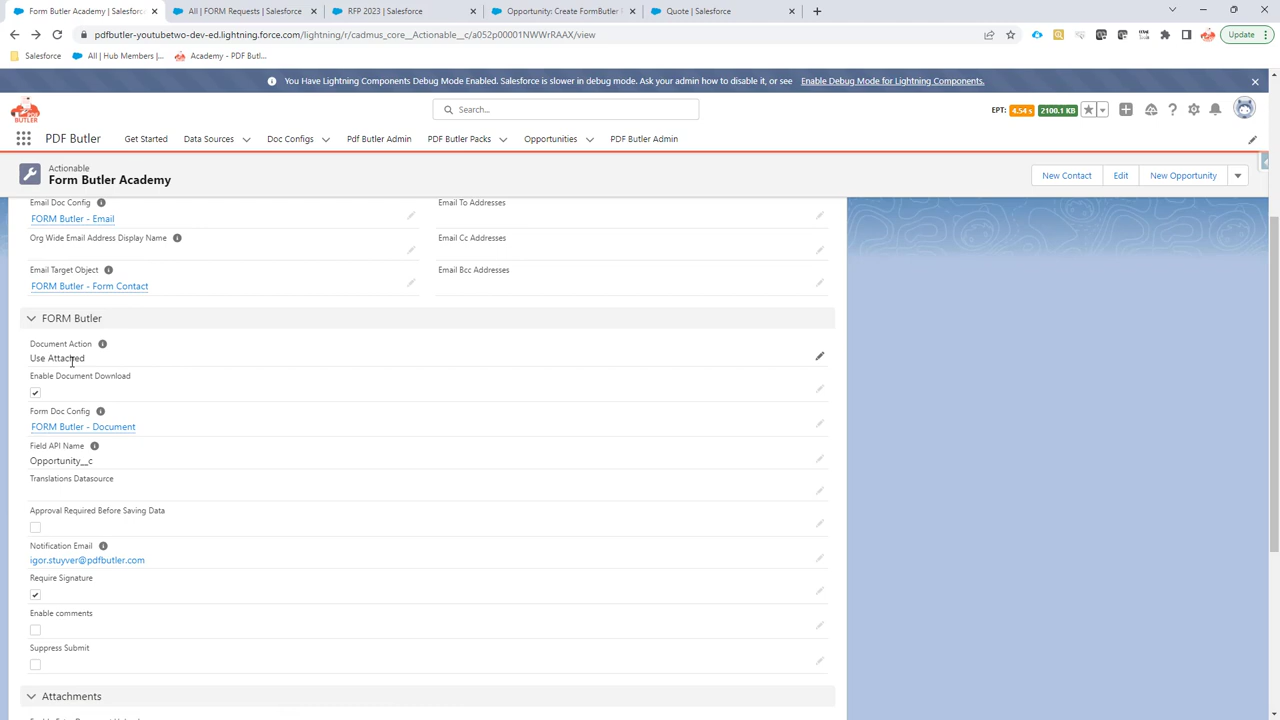 Form Butler Academy | Salesforc
All | FORM Requests | Salesforce
RFP 2023 | Salesforce
Opportunity: Create FormButler R
Quote | Salesforce
pdfbutler-youtubetwo-dev-ed.lightning.force.com/lightning/r/cadmus_core__Actionable__c/a052p00001NWWrRAAX/view
Update
Salesforce
All | Hub Members |...
Academy - PDF Butl...
You Have Lightning Components Debug Mode Enabled. Salesforce is slower in debug mode. Ask your admin how to disable it, or see Enable Debug Mode for Lightning Components.
PDF BUTLER
Search...
EPT: 4.54 s 2100.1 KB
PDF Butler
Get Started
Data Sources
Doc Configs
Pdf Butler Admin
PDF Butler Packs
Opportunities
PDF Butler Admin
Actionable
Form Butler Academy
New Contact
Edit
New Opportunity
Email Doc Config
Email To Addresses
FORM Butler - Email
Org Wide Email Address Display Name
Email Cc Addresses
Email Target Object
Email Bcc Addresses
FORM Butler - Form Contact
FORM Butler
Document Action
Use Attached
Enable Document Download
Form Doc Config
FORM Butler - Document
Field API Name
Opportunity__c
Translations Datasource
Approval Required Before Saving Data
Notification Email
igor.stuyver@pdfbutler.com
Require Signature
Enable comments
Suppress Submit
Attachments